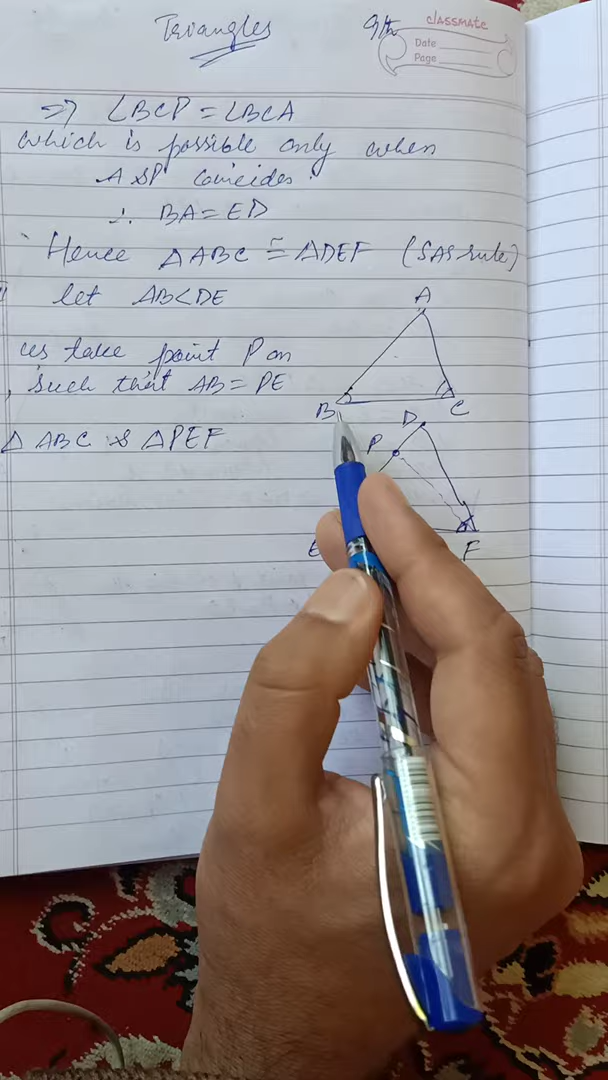 Triangles
9th
classmate
Date
Page
=> ∠BCP = ∠BCA
which is possible only when
A & P coincides.
∴ BA = ED
Hence △ABC ≅ △DEF (SAS rule)
let AB<DE
us take point P on
such that AB = PE
△ ABC & △PEF
A
B
C
D
P
E
F